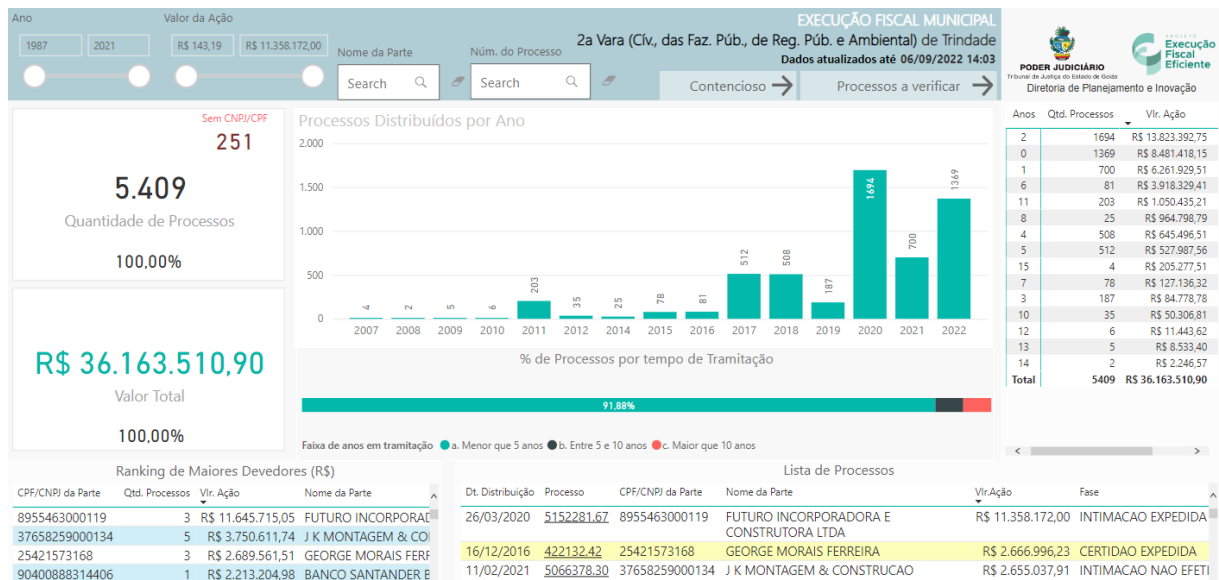 Ano
Valor da Ação
EXECUÇÃO FISCAL MUNICIPAL
1987
2021
R$ 143,19
R$ 11.358.172,00
2a Vara (Cív., das Faz. Púb., de Reg. Púb. e Ambiental) de Trindade
Nome da Parte
Núm. do Processo
Dados atualizados até 06/09/2022 14:03
Search
Search
Contencioso
Processos a verificar
PODER JUDICIÁRIO
Tribunal de Justiça do Estado de Goiás
PROJETO
Execução
Fiscal
Eficiente
Diretoria de Planejamento e Inovação
Sem CNPJ/CPF
251
5.409
Quantidade de Processos
100,00%
R$ 36.163.510,90
Valor Total
100,00%
Processos Distribuídos por Ano
2.000
1.500
1.000
500
0
4
2
5
6
203
35
25
78
81
512
508
187
1694
700
1369
2007 2008 2009 2010 2011 2012 2014 2015 2016 2017 2018 2019 2020 2021 2022
% de Processos por tempo de Tramitação
91,88%
Faixa de anos em tramitação a. Menor que 5 anos b. Entre 5 e 10 anos c. Maior que 10 anos
Anos Qtd. Processos Vlr. Ação
2 1694 R$ 13.823.392,75
0 1369 R$ 8.481.418,15
1 700 R$ 6.261.929,51
6 81 R$ 3.918.329,41
11 203 R$ 1.050.435,21
8 25 R$ 964.798,79
4 508 R$ 645.496,51
5 512 R$ 527.987,56
15 4 R$ 205.277,51
7 78 R$ 127.136,32
3 187 R$ 84.778,78
10 35 R$ 50.306,81
12 6 R$ 11.443,62
13 5 R$ 8.533,40
14 2 R$ 2.246,57
Total 5409 R$ 36.163.510,90
Ranking de Maiores Devedores (R$)
CPF/CNPJ da Parte Qtd. Processos Vlr. Ação Nome da Parte
8955463000119 3 R$ 11.645.715,05 FUTURO INCORPORAD
37658259000134 5 R$ 3.750.611,74 J K MONTAGEM & CO
25421573168 3 R$ 2.689.561,51 GEORGE MORAIS FERR
90400888314406 1 R$ 2.213.204,98 BANCO SANTANDER B
Lista de Processos
Dt. Distribuição Processo CPF/CNPJ da Parte Nome da Parte Vlr.Ação Fase
26/03/2020 5152281.67 8955463000119 FUTURO INCORPORADORA E R$ 11.358.172,00 INTIMACAO EXPEDIDA
CONSTRUTORA LTDA
16/12/2016 422132.42 25421573168 GEORGE MORAIS FERREIRA R$ 2.666.996,23 CERTIDAO EXPEDIDA
11/02/2021 5066378.30 37658259000134 J K MONTAGEM & CONSTRUCAO R$ 2.655.037,91 INTIMACAO NAO EFETI